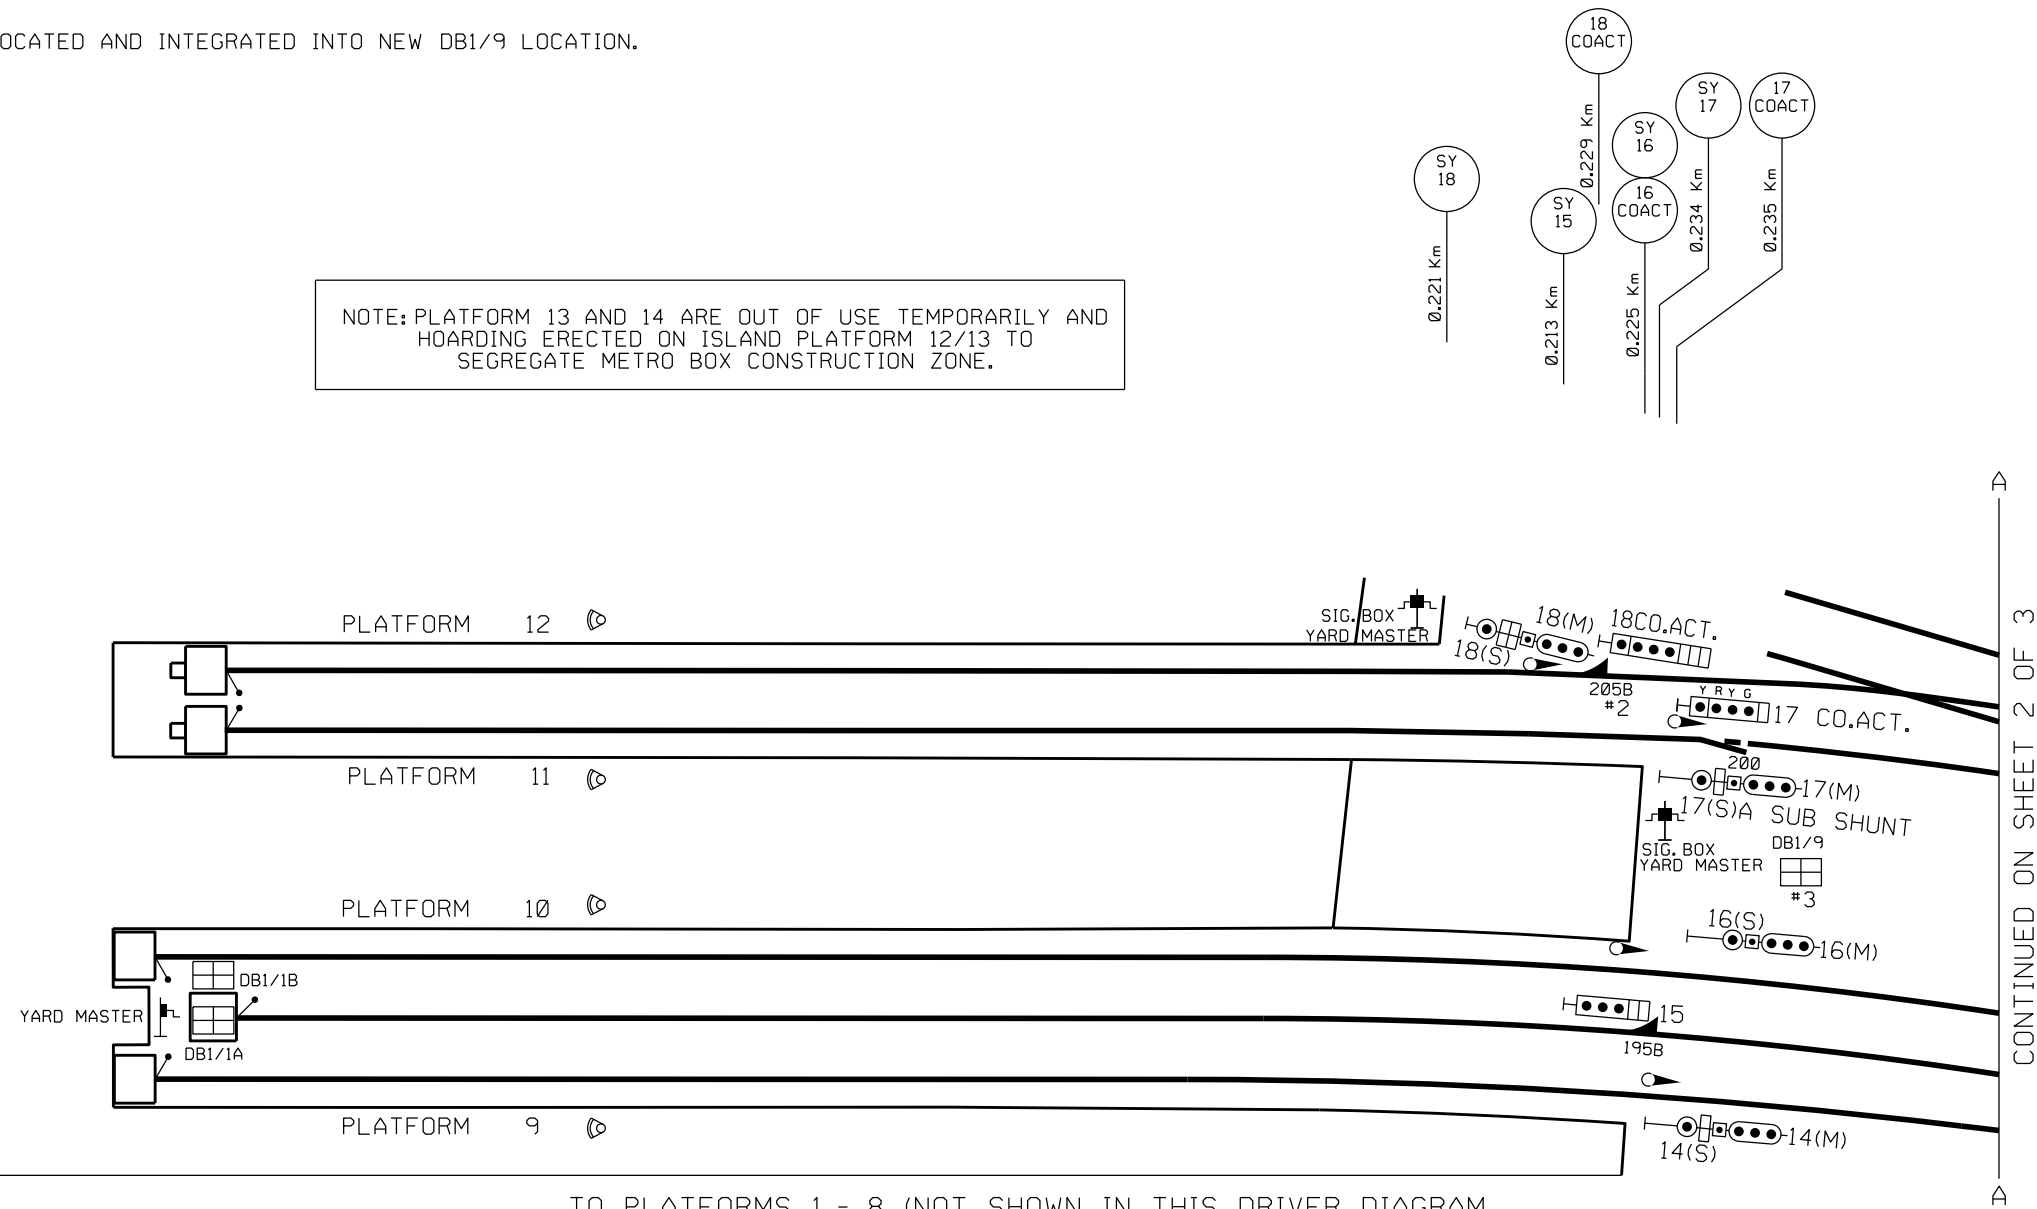 OCATED AND INTEGRATED INTO NEW DB1/9 LOCATION.
18
COACT
0.229 Km
SY
17
0.234 Km
17
COACT
0.235 Km
SY
16
16
COACT
0.225 Km
SY
18
0.221 Km
SY
15
0.213 Km
NOTE: PLATFORM 13 AND 14 ARE OUT OF USE TEMPORARILY AND
HOARDING ERECTED ON ISLAND PLATFORM 12/13 TO
SEGREGATE METRO BOX CONSTRUCTION ZONE.
A
PLATFORM 12
SIG. BOX
YARD MASTER
18(M)
18(S)
18CO.ACT.
205B
#2
Y R Y G
17 CO.ACT.
PLATFORM 11
200
17(M)
17(S)A SUB SHUNT
SIG. BOX
YARD MASTER
DB1/9
#3
PLATFORM 10
16(S)
16(M)
DB1/1B
YARD MASTER
DB1/1A
15
195B
PLATFORM 9
14(M)
14(S)
CONTINUED ON SHEET 2 OF 3
A
TO PLATFORMS 1 - 8 (NOT SHOWN IN THIS DRIVER DIAGRAM